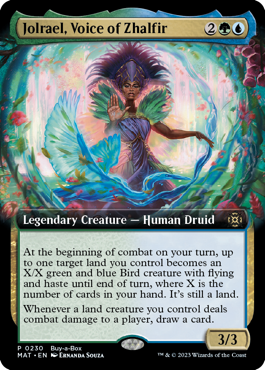 Jolrael, Voice of Zhalfir 2
Legendary Creature — Human Druid
At the beginning of combat on your turn, up
to one target land you control becomes an
X/X green and blue Bird creature with flying
and haste until end of turn, where X is the
number of cards in your hand. It's still a land.
Whenever a land creature you control deals
combat damage to a player, draw a card.
3/3
P 0230 Buy-a-Box
MAT • EN Ernanda Souza
™ & © 2023 Wizards of the Coast